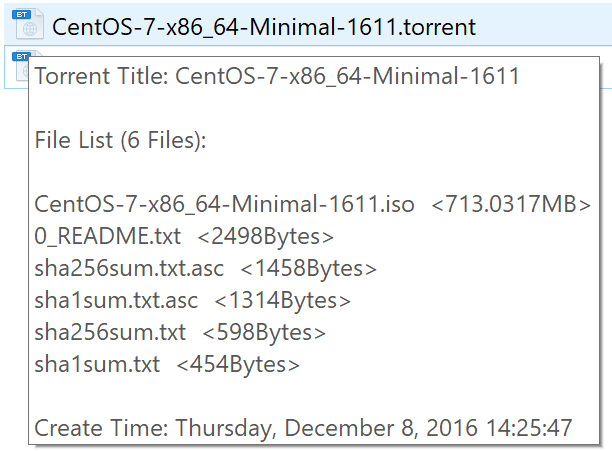 BT CentOS-7-x86_64-Minimal-1611.torrent
BT
Torrent Title: CentOS-7-x86_64-Minimal-1611
File List (6 Files):
CentOS-7-x86_64-Minimal-1611.iso <713.0317MB>
0_README.txt <2498Bytes>
sha256sum.txt.asc <1458Bytes>
sha1sum.txt.asc <1314Bytes>
sha256sum.txt <598Bytes>
sha1sum.txt <454Bytes>
Create Time: Thursday, December 8, 2016 14:25:47